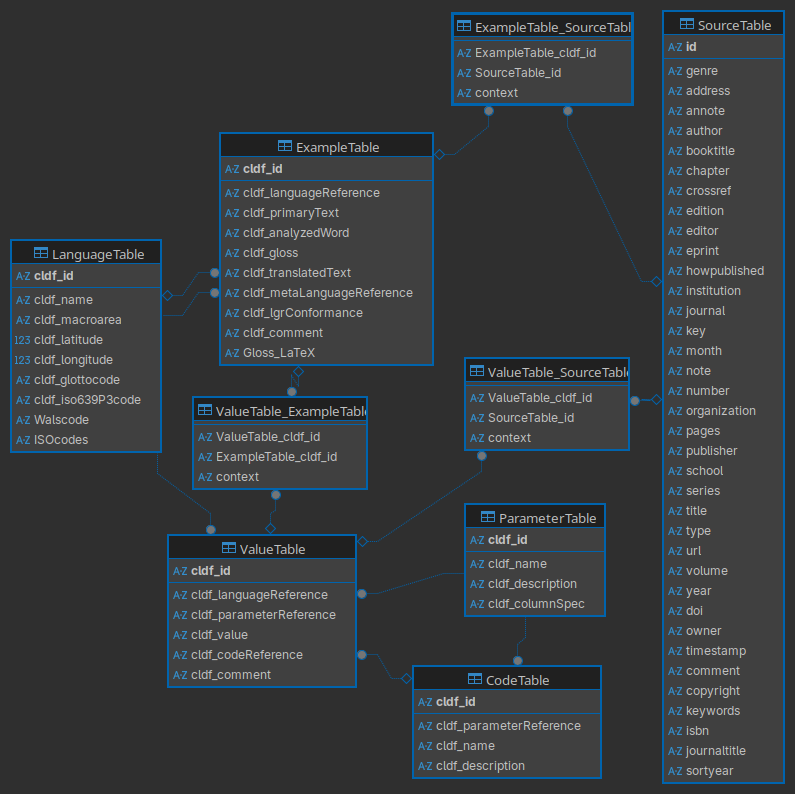 ExampleTable_SourceTabl
ExampleTable_cldf_id
SourceTable_id
context
SourceTable
id
genre
address
annote
author
booktitle
chapter
crossref
edition
editor
eprint
howpublished
institution
journal
key
month
note
number
organization
pages
publisher
school
series
title
type
url
volume
year
doi
owner
timestamp
comment
copyright
keywords
isbn
journaltitle
sortyear
ExampleTable
cldf_id
cldf_languageReference
cldf_primaryText
cldf_analyzedWord
cldf_gloss
cldf_translatedText
cldf_metaLanguageReference
cldf_lgrConformance
cldf_comment
Gloss_LaTeX
LanguageTable
cldf_id
cldf_name
cldf_macroarea
123 cldf_latitude
123 cldf_longitude
cldf_glottocode
cldf_iso639P3code
Walscode
ISOcodes
ValueTable_ExampleTabl
ValueTable_cldf_id
ExampleTable_cldf_id
context
ValueTable_SourceTable
ValueTable_cldf_id
SourceTable_id
context
ValueTable
cldf_id
cldf_languageReference
cldf_parameterReference
cldf_value
cldf_codeReference
cldf_comment
ParameterTable
cldf_id
cldf_name
cldf_description
cldf_columnSpec
CodeTable
cldf_id
cldf_parameterReference
cldf_name
cldf_description